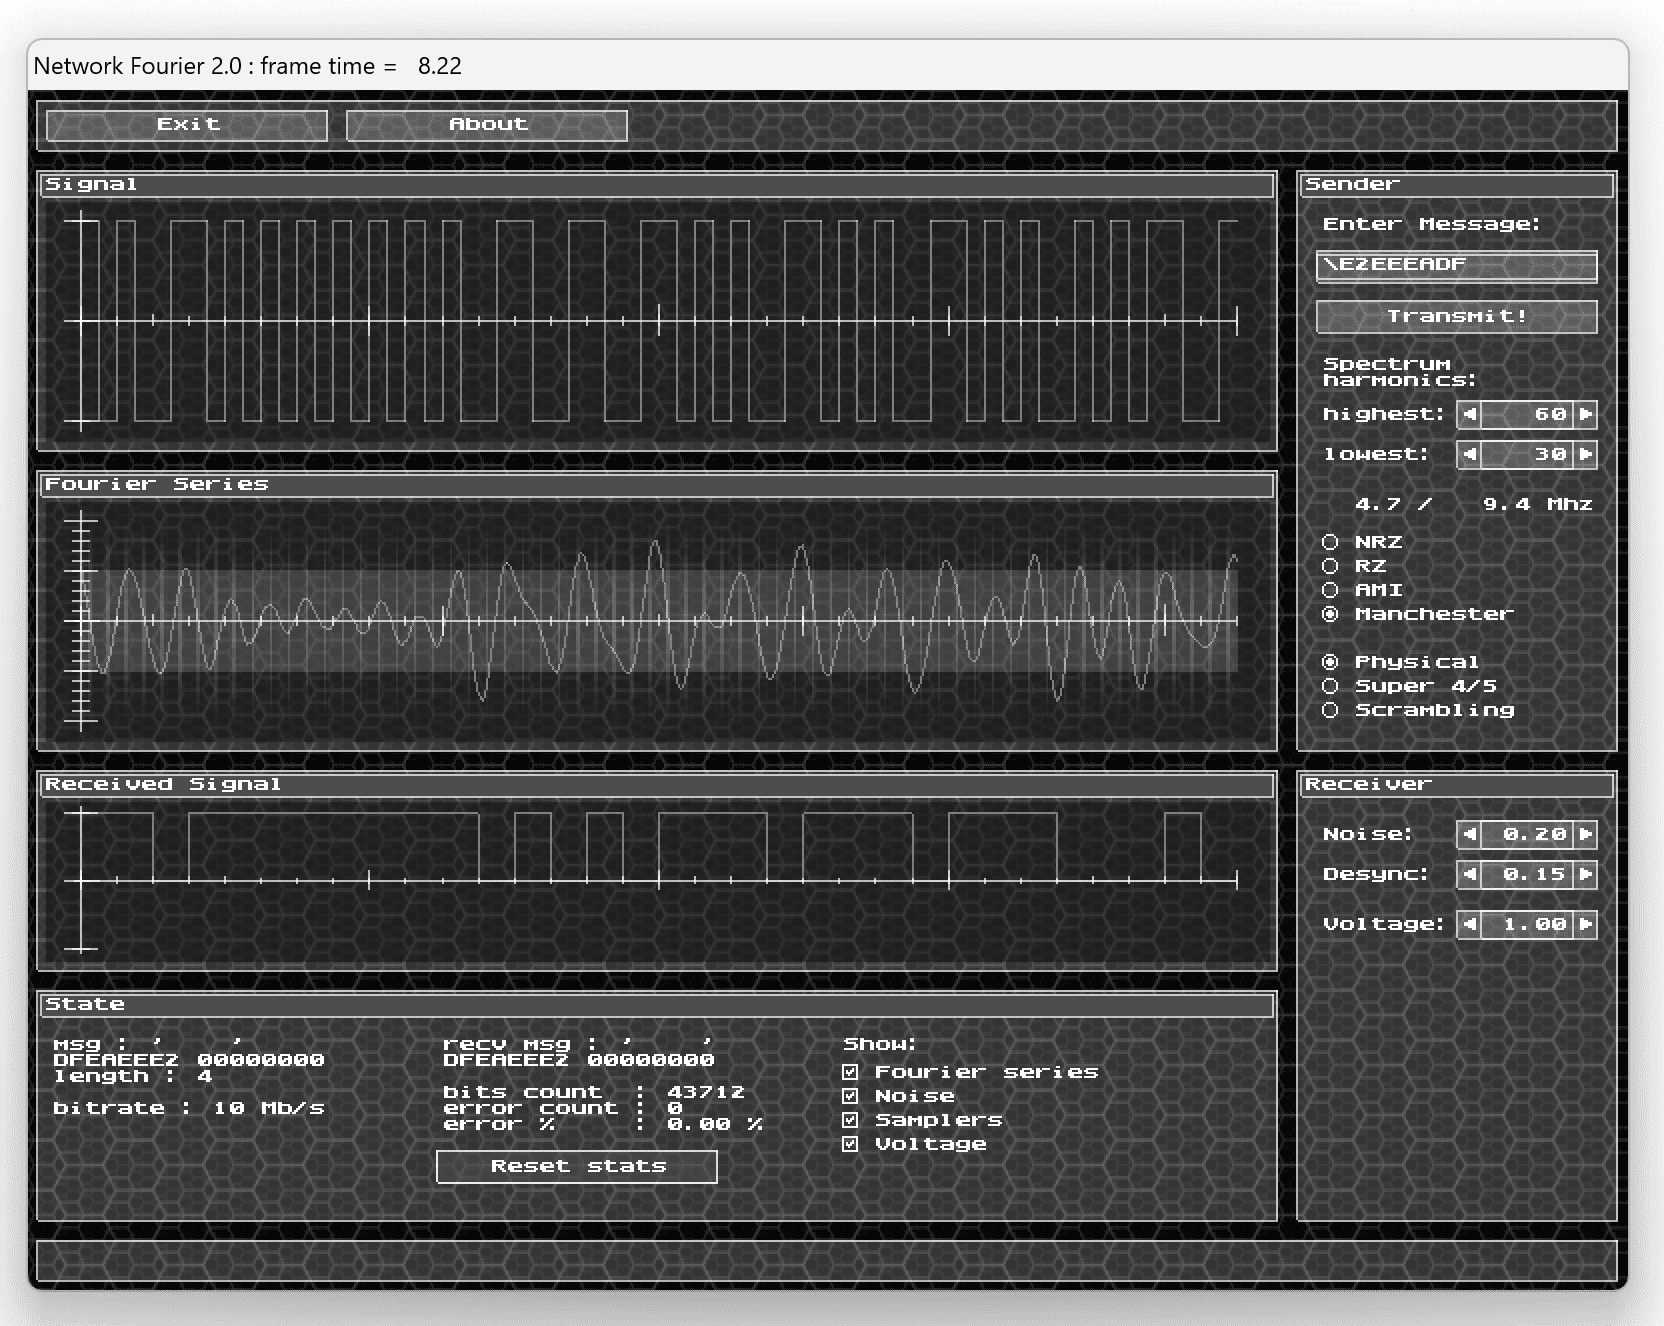 Network Fourier 2.0 : frame time =   8.22
Exit
About
Signal
Sender
Enter Message:
\E2EEEADF
Transmit!
Spectrum
harmonics:
highest: 60
lowest: 30
4.7 / 9.4 Mhz
NRZ
RZ
AMI
Manchester
Physical
Super 4/5
Scrambling
Fourier Series
Received Signal
Receiver
Noise: 0.20
Desync: 0.15
Voltage: 1.00
State
msg : ,    ,
DFEAEEE2 00000000
length : 4
bitrate : 10 Mb/s
recv msg : ,    ,
DFEAEEE2 00000000
bits count : 43712
error count : 0
error % : 0.00 %
Reset stats
Show:
Fourier series
Noise
Samplers
Voltage